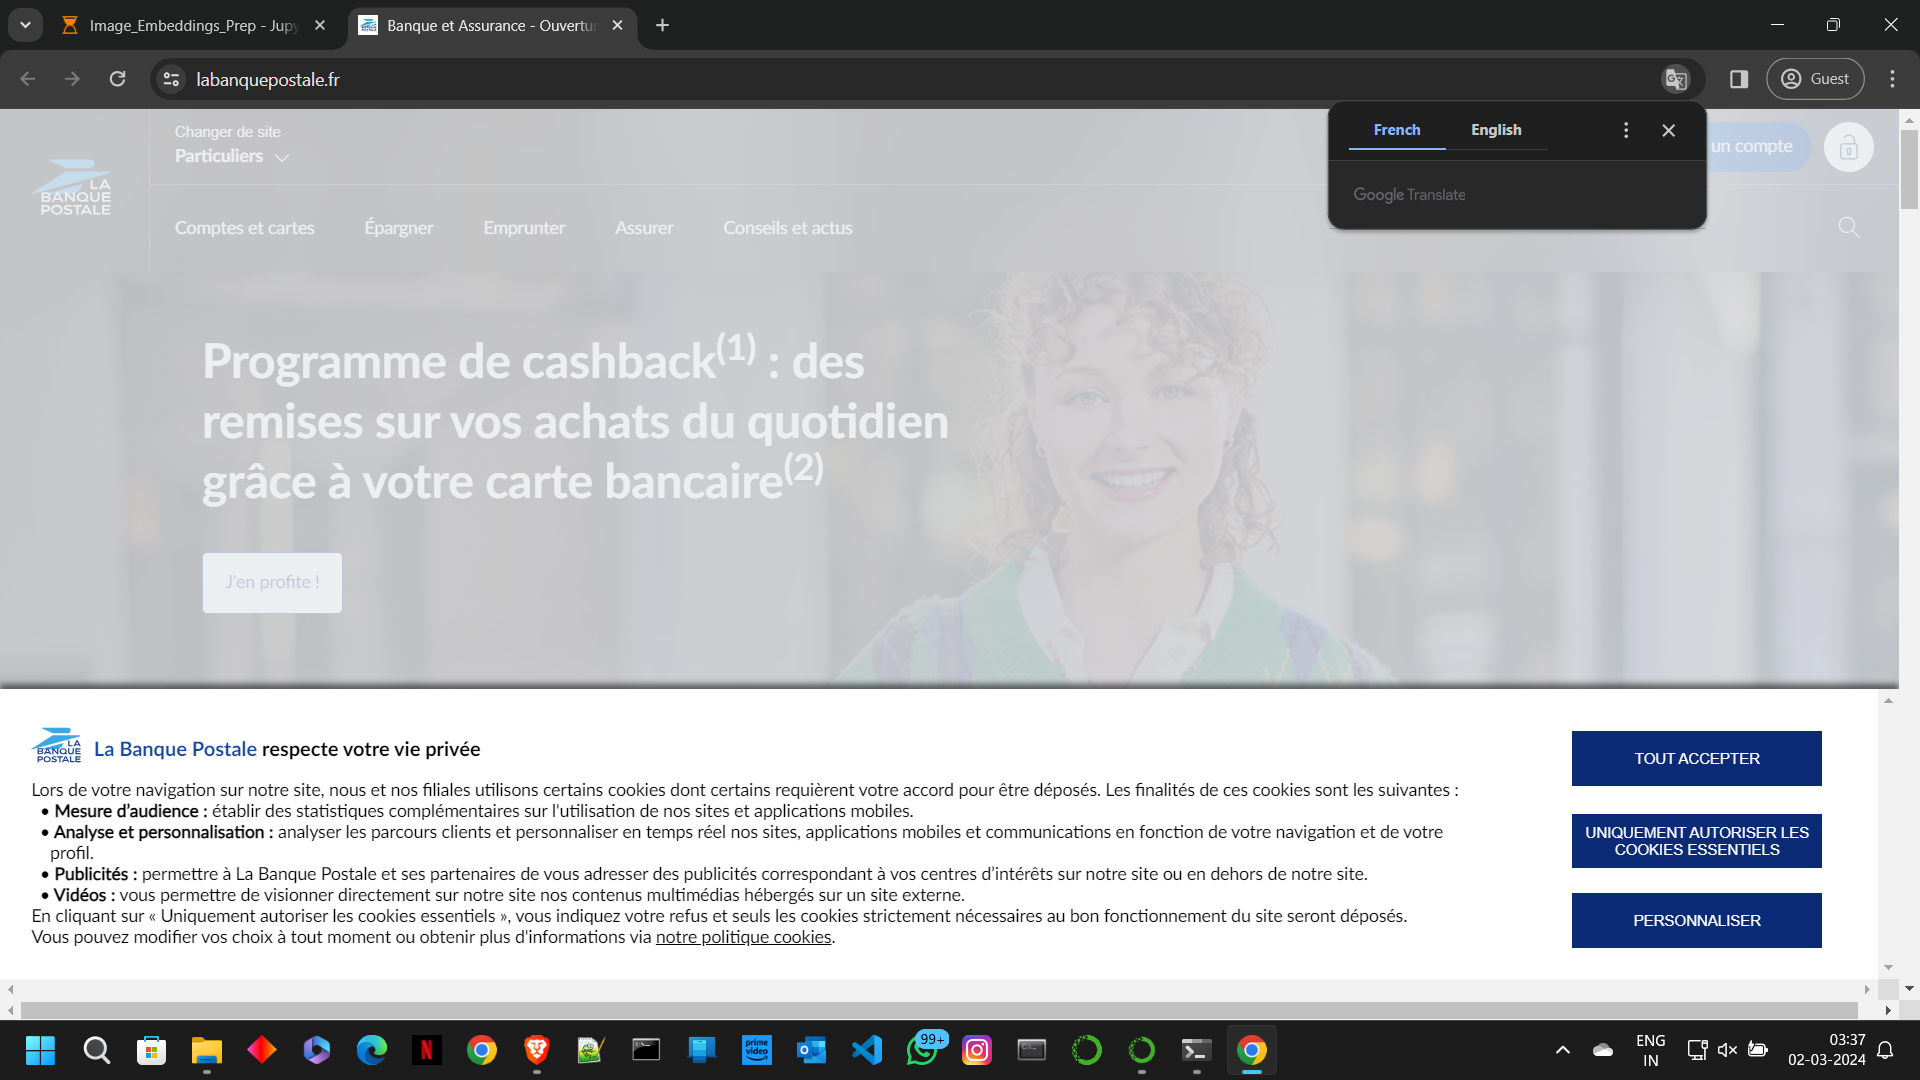 Image_Embeddings_Prep - Jupy
Banque et Assurance - Ouvertu
labanquepostale.fr
Guest
French
English
Google Translate
Changer de site
Particuliers
un compte
LA
BANQUE
POSTALE
Comptes et cartes
Épargner
Emprunter
Assurer
Conseils et actus
Programme de cashback(1) : des
remises sur vos achats du quotidien
grâce à votre carte bancaire(2)
J'en profite !
LA
BANQUE
POSTALE
La Banque Postale respecte votre vie privée
Lors de votre navigation sur notre site, nous et nos filiales utilisons certains cookies dont certains requièrent votre accord pour être déposés. Les finalités de ces cookies sont les suivantes :
• Mesure d’audience : établir des statistiques complémentaires sur l'utilisation de nos sites et applications mobiles.
• Analyse et personnalisation : analyser les parcours clients et personnaliser en temps réel nos sites, applications mobiles et communications en fonction de votre navigation et de votre
profil.
• Publicités : permettre à La Banque Postale et ses partenaires de vous adresser des publicités correspondant à vos centres d’intérêts sur notre site ou en dehors de notre site.
• Vidéos : vous permettre de visionner directement sur notre site nos contenus multimédias hébergés sur un site externe.
En cliquant sur « Uniquement autoriser les cookies essentiels », vous indiquez votre refus et seuls les cookies strictement nécessaires au bon fonctionnement du site seront déposés.
Vous pouvez modifier vos choix à tout moment ou obtenir plus d'informations via notre politique cookies.
TOUT ACCEPTER
UNIQUEMENT AUTORISER LES
COOKIES ESSENTIELS
PERSONNALISER
prime
video
99+
ENG
IN
03:37
02-03-2024